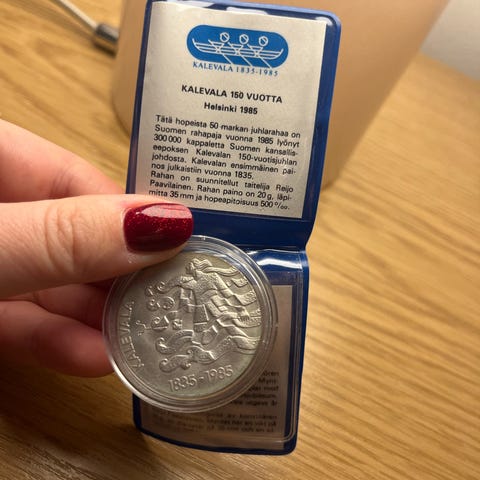 KALEVALA 1835-1985
KALEVALA 150 VUOTTA
Helsinki 1985
Tätä hopeista 50-markan juhlarahaa on
Suomen rahapaja vuonna 1985 lyönyt
300 000 kappaletta Suomen kansallis-
eepoksen Kalevalan 150-vuotisjuhlan
johdosta. Kalevalan ensimmäinen pai-
nos julkaistiin vuonna 1835.
Rahan on suunnitellut taiteilija Reijo
Paavilainen. Rahan paino on 20 g, läpi-
mitta 35 mm ja hopeapitoisuus 500 º/oo.
KALEVALA
1835-1985